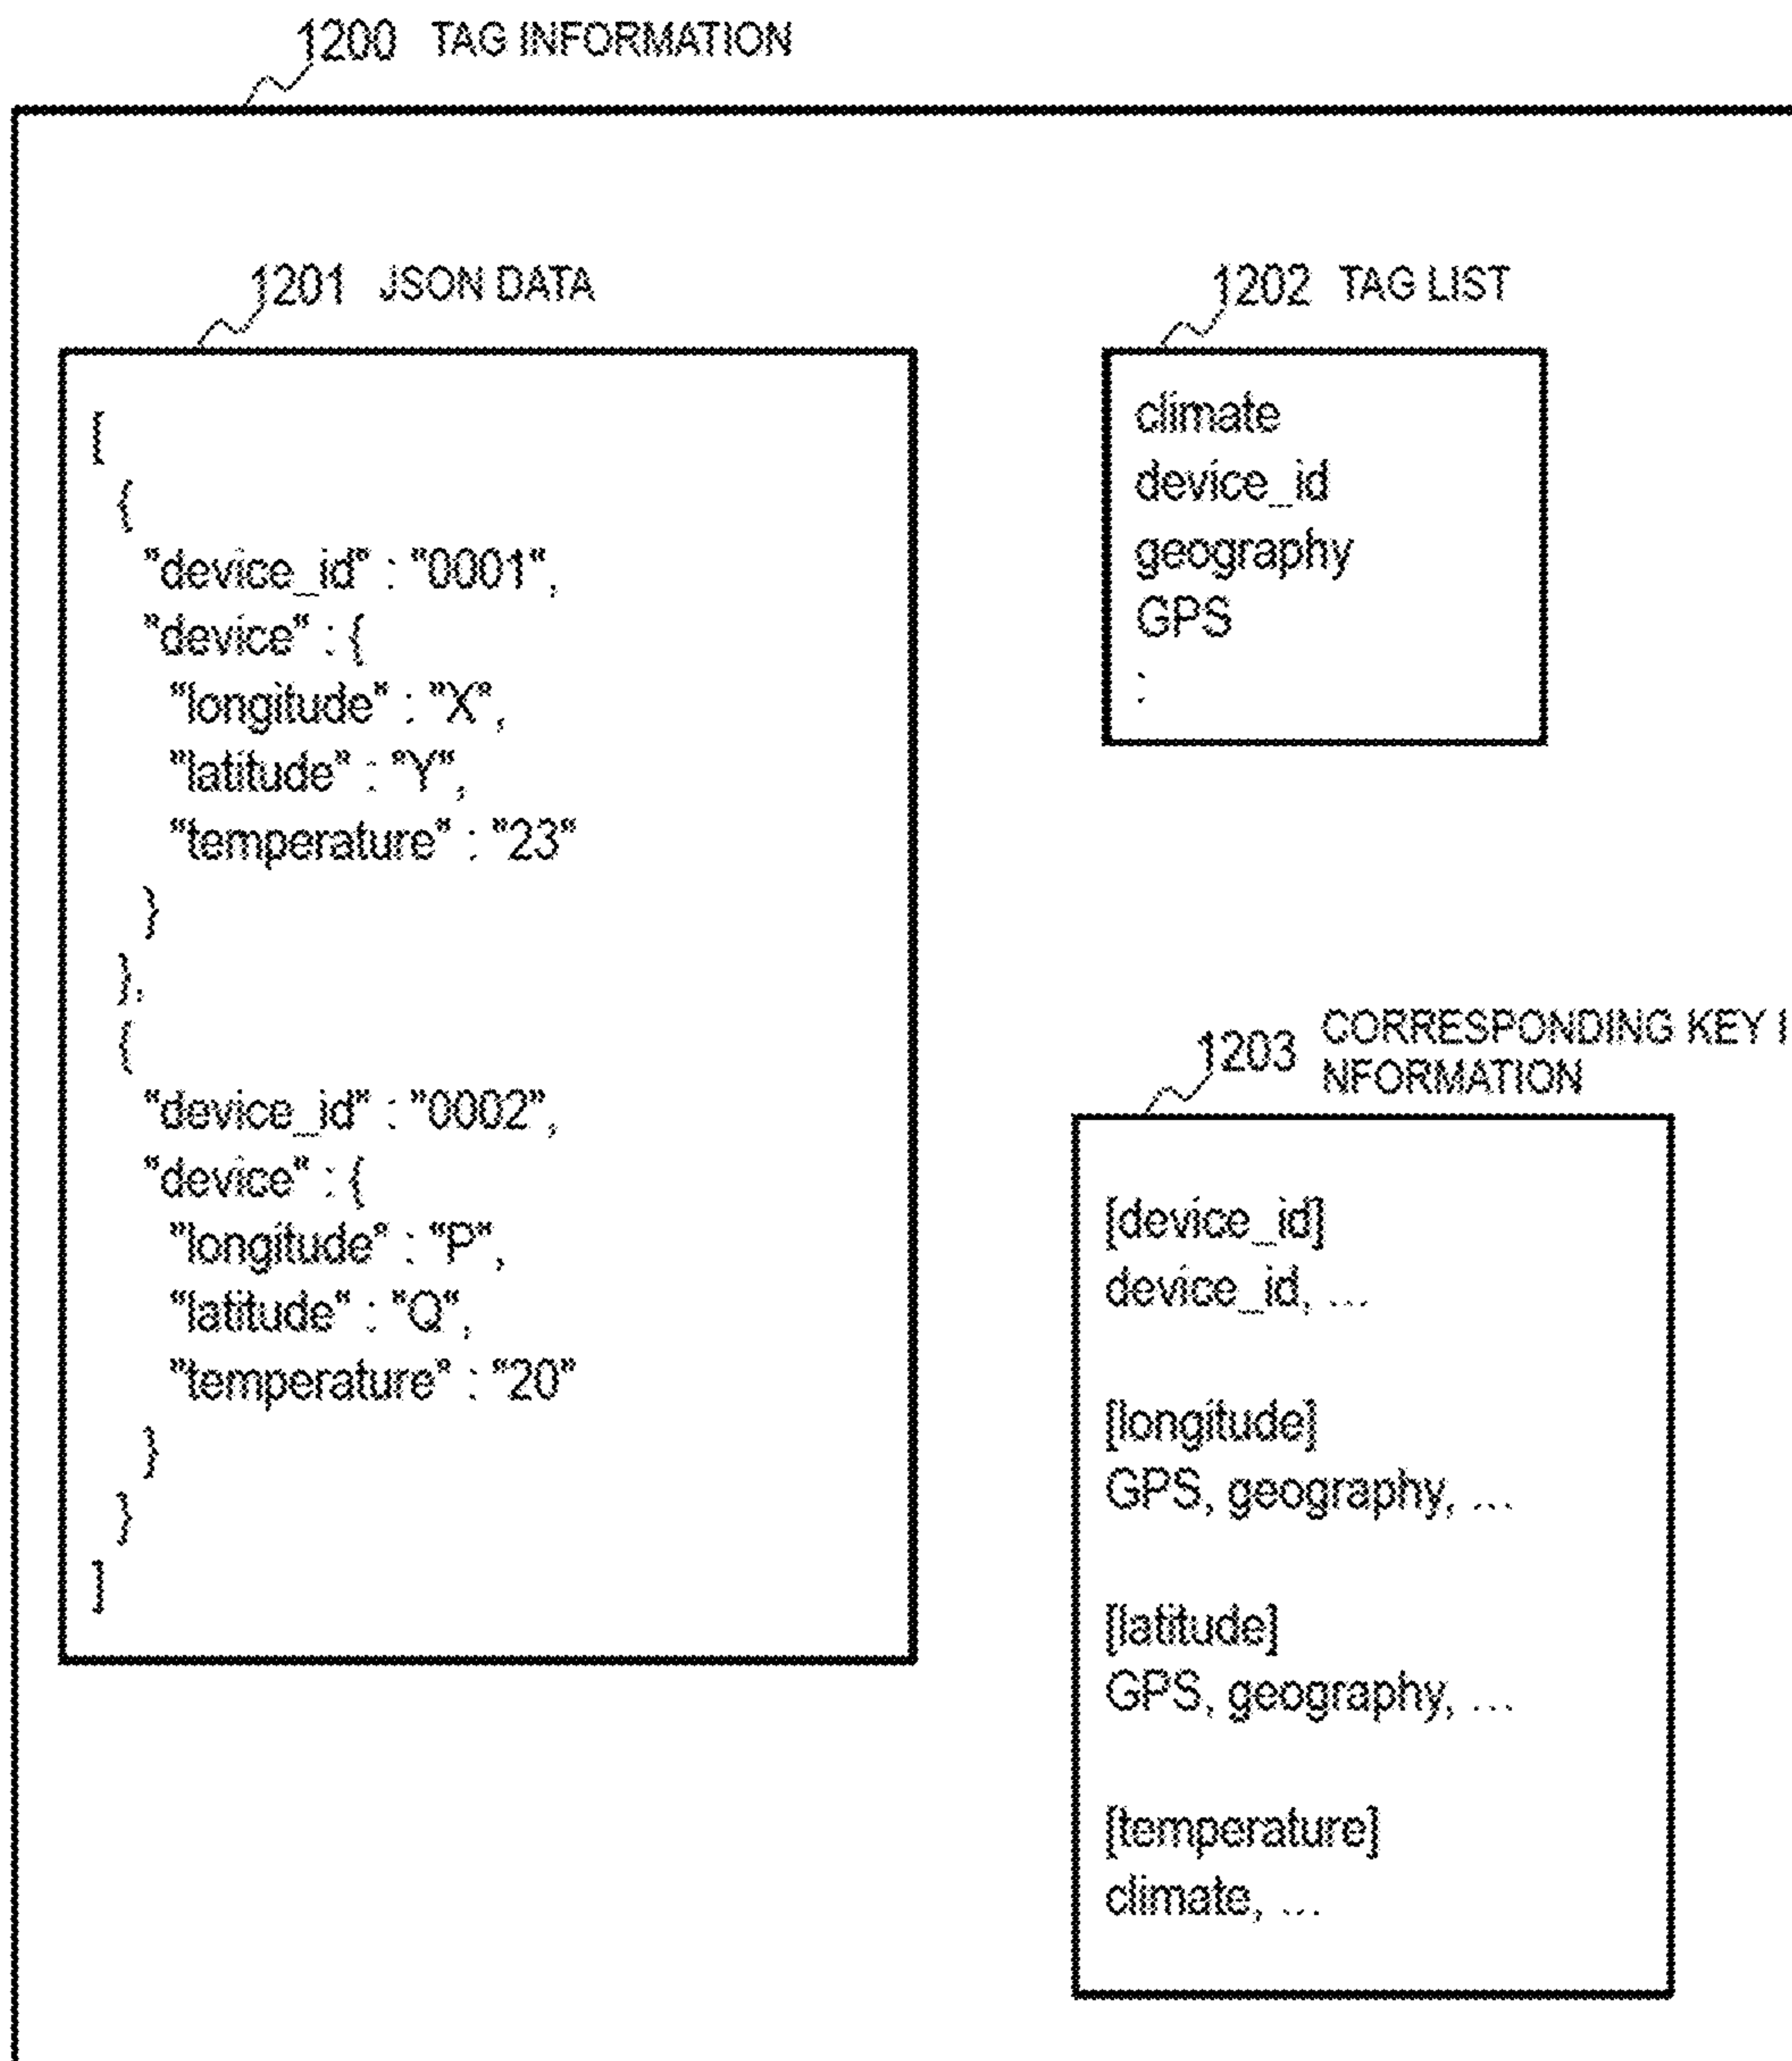 1200 TAG INFORMATION
1201 JSON DATA
[
{
"device_id" : "0001",
"device" : {
"longitude" : "X",
"latitude" : "Y",
"temperature" : "23"
}
},
{
"device_id" : "0002",
"device" : {
"longitude" : "P",
"latitude" : "Q",
"temperature" : "20"
}
}
]
1202 TAG LIST
climate
device_id
geography
GPS
:
1203 CORRESPONDING KEY I
NFORMATION
[device_id]
device_id, ...
[longitude]
GPS, geography, ...
[latitude]
GPS, geography, ...
[temperature]
climate, ...